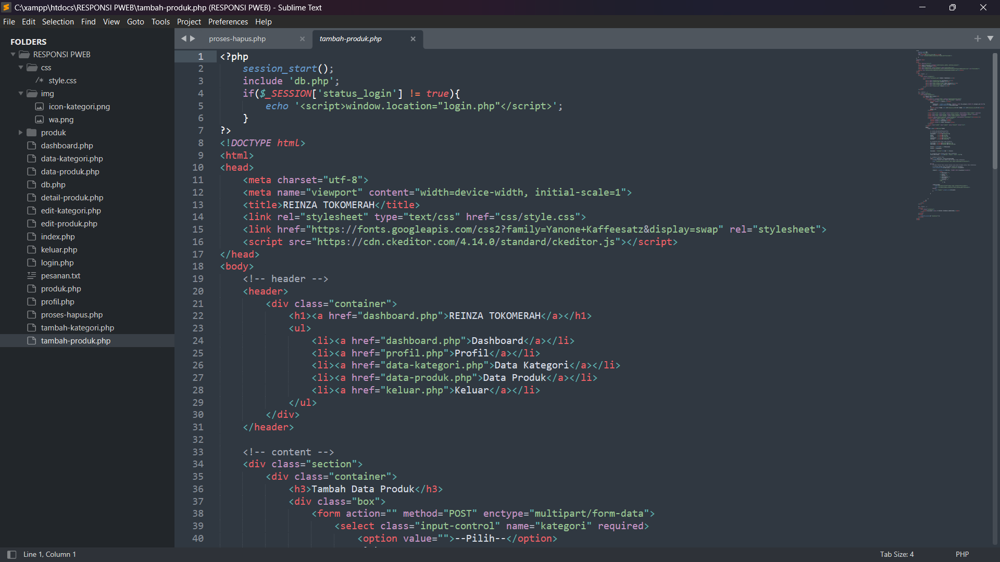 C:\xampp\htdocs\RESPONSI PWEB\tambah-produk.php (RESPONSI PWEB) - Sublime Text
File Edit Selection Find View Goto Tools Project Preferences Help
FOLDERS
RESPONSI PWEB
css
/* style.css
img
icon-kategori.png
wa.png
produk
dashboard.php
data-kategori.php
data-produk.php
db.php
detail-produk.php
edit-kategori.php
edit-produk.php
index.php
keluar.php
login.php
pesanan.txt
produk.php
profil.php
proses-hapus.php
tambah-kategori.php
tambah-produk.php
proses-hapus.php
tambah-produk.php
1 <?php
2     session_start();
3     include 'db.php';
4     if($_SESSION['status_login'] != true){
5         echo '<script>window.location="login.php"</script>';
6     }
7 ?>
8 <!DOCTYPE html>
9 <html>
10 <head>
11     <meta charset="utf-8">
12     <meta name="viewport" content="width=device-width, initial-scale=1">
13     <title>REINZA TOKOMERAH</title>
14     <link rel="stylesheet" type="text/css" href="css/style.css">
15     <link href="https://fonts.googleapis.com/css2?family=Yanone+Kaffeesatz&display=swap" rel="stylesheet">
16     <script src="https://cdn.ckeditor.com/4.14.0/standard/ckeditor.js"></script>
17 </head>
18 <body>
19     <!-- header -->
20     <header>
21         <div class="container">
22             <h1><a href="dashboard.php">REINZA TOKOMERAH</a></h1>
23             <ul>
24                 <li><a href="dashboard.php">Dashboard</a></li>
25                 <li><a href="profil.php">Profil</a></li>
26                 <li><a href="data-kategori.php">Data Kategori</a></li>
27                 <li><a href="data-produk.php">Data Produk</a></li>
28                 <li><a href="keluar.php">Keluar</a></li>
29             </ul>
30         </div>
31     </header>
32
33     <!-- content -->
34     <div class="section">
35         <div class="container">
36             <h3>Tambah Data Produk</h3>
37             <div class="box">
38                 <form action="" method="POST" enctype="multipart/form-data">
39                     <select class="input-control" name="kategori" required>
40                         <option value="">--Pilih--</option>
Line 1, Column 1
Tab Size: 4
PHP